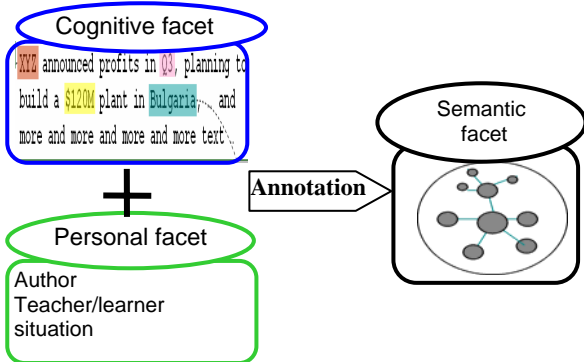 Cognitive facet
XYZ announced profits in Q3, planning to
build a $120M plant in Bulgaria, and
more and more and more and more text
Personal facet
Author
Teacher/learner
situation
Annotation
Semantic
facet